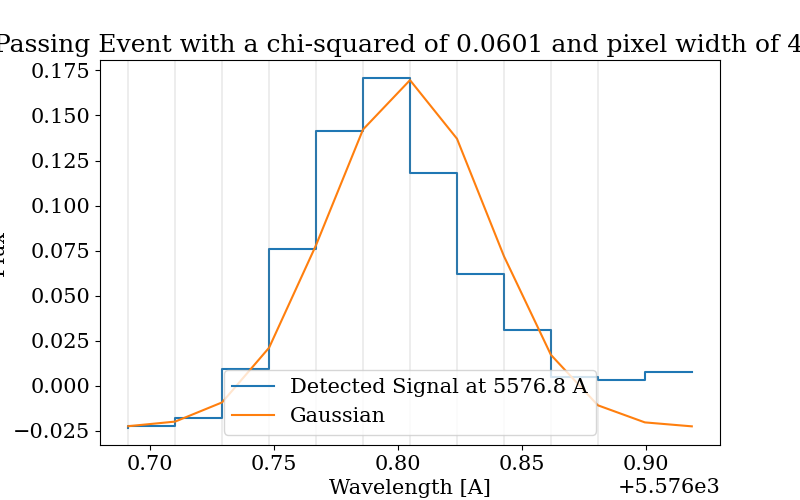 Passing Event with a chi-squared of 0.0601 and pixel width of 4
0.175
0.150
0.125
0.100
0.075
0.050
0.025
0.000
−0.025
Flux
Detected Signal at 5576.8 A
Gaussian
0.70 0.75 0.80 0.85 0.90
+5.576e3
Wavelength [A]